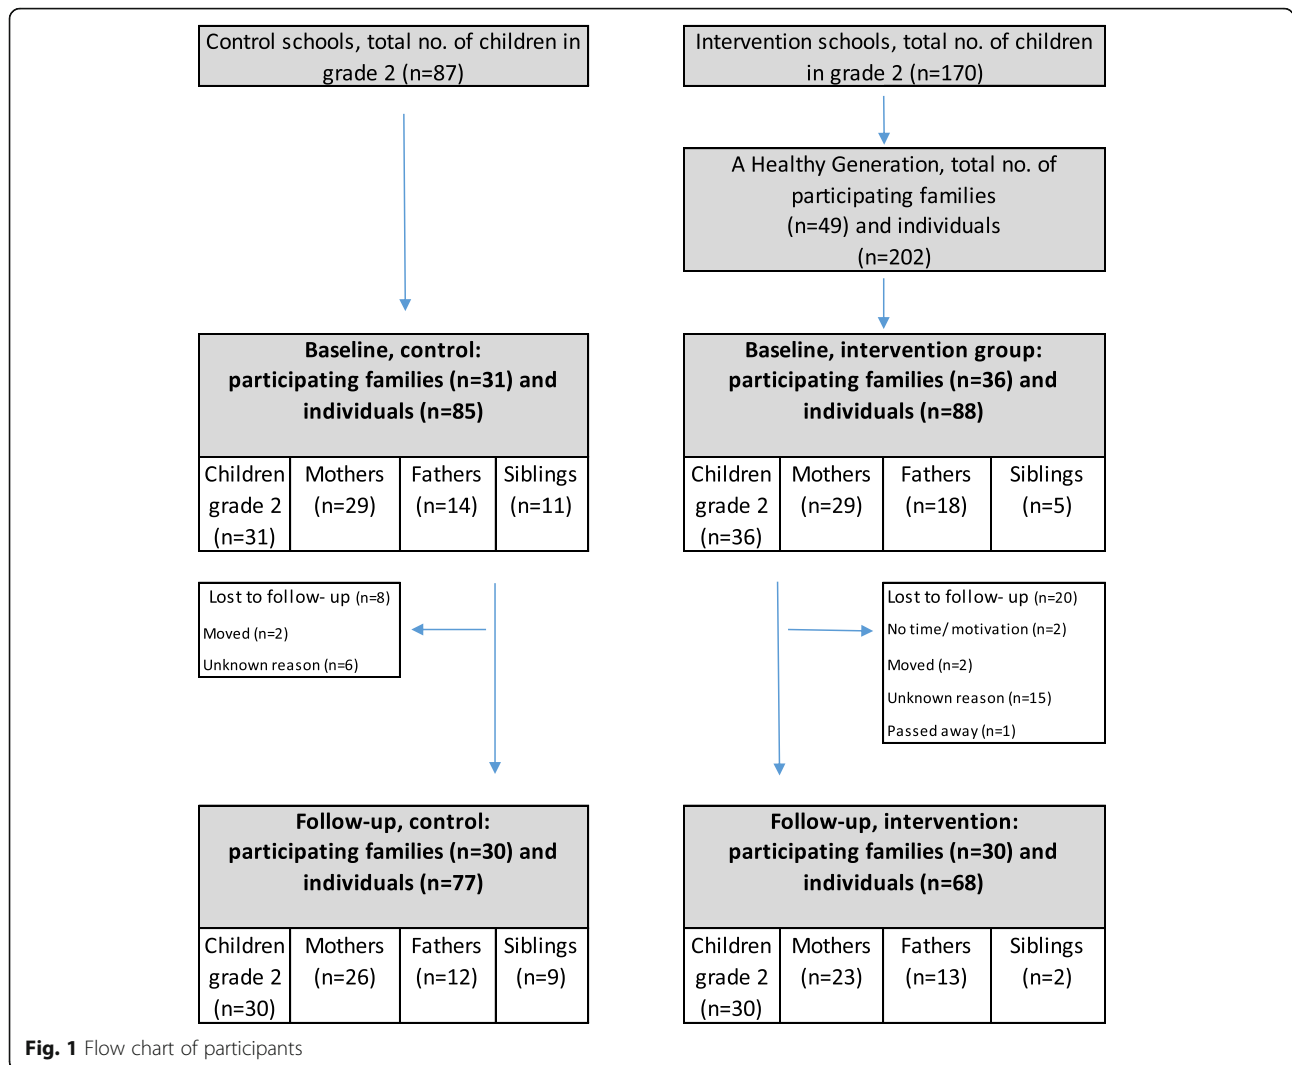 Control schools, total no. of children in
grade 2 (n=87)
Intervention schools, total no. of children
in grade 2 (n=170)
A Healthy Generation, total no. of
participating families
(n=49) and individuals
(n=202)
Baseline, control:
participating families (n=31) and
individuals (n=85)
Children
grade 2
(n=31)
Mothers
(n=29)
Fathers
(n=14)
Siblings
(n=11)
Baseline, intervention group:
participating families (n=36) and
individuals (n=88)
Children
grade 2
(n=36)
Mothers
(n=29)
Fathers
(n=18)
Siblings
(n=5)
Lost to follow- up (n=8)
Moved (n=2)
Unknown reason (n=6)
Lost to follow- up (n=20)
No time/ motivation (n=2)
Moved (n=2)
Unknown reason (n=15)
Passed away (n=1)
Follow-up, control:
participating families (n=30) and
individuals (n=77)
Children
grade 2
(n=30)
Mothers
(n=26)
Fathers
(n=12)
Siblings
(n=9)
Follow-up, intervention:
participating families (n=30) and
individuals (n=68)
Children
grade 2
(n=30)
Mothers
(n=23)
Fathers
(n=13)
Siblings
(n=2)
Fig. 1 Flow chart of participants